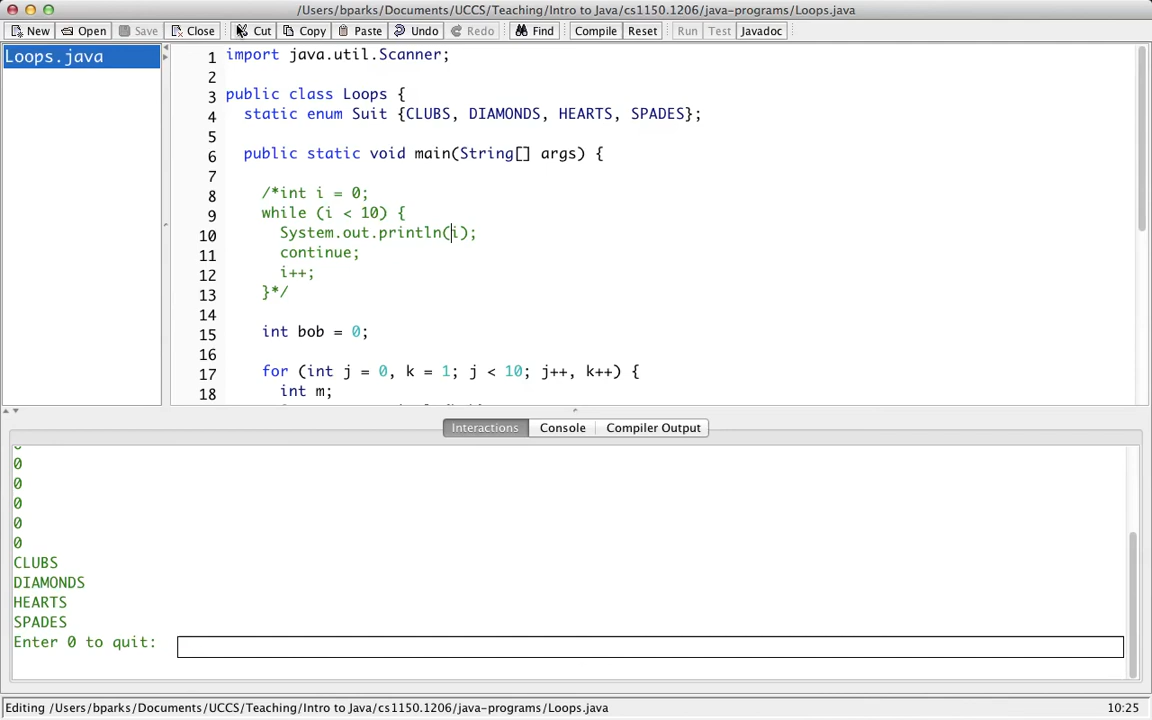 /Users/bparks/Documents/UCCS/Teaching/Intro to Java/cs1150.1206/java-programs/Loops.java
New Open Save Close Cut Copy Paste Undo Redo Find Compile Reset Run Test Javadoc
Loops.java
1 import java.util.Scanner;
2
3 public class Loops {
4 static enum Suit {CLUBS, DIAMONDS, HEARTS, SPADES};
5
6 public static void main(String[] args) {
7
8 /*int i = 0;
9 while (i < 10) {
10 System.out.println(i);
11 continue;
12 i++;
13 }*/
14
15 int bob = 0;
16
17 for (int j = 0, k = 1; j < 10; j++, k++) {
18 int m;
Interactions Console Compiler Output
0
0
0
0
0
CLUBS
DIAMONDS
HEARTS
SPADES
Enter 0 to quit:
Editing /Users/bparks/Documents/UCCS/Teaching/Intro to Java/cs1150.1206/java-programs/Loops.java 10:25